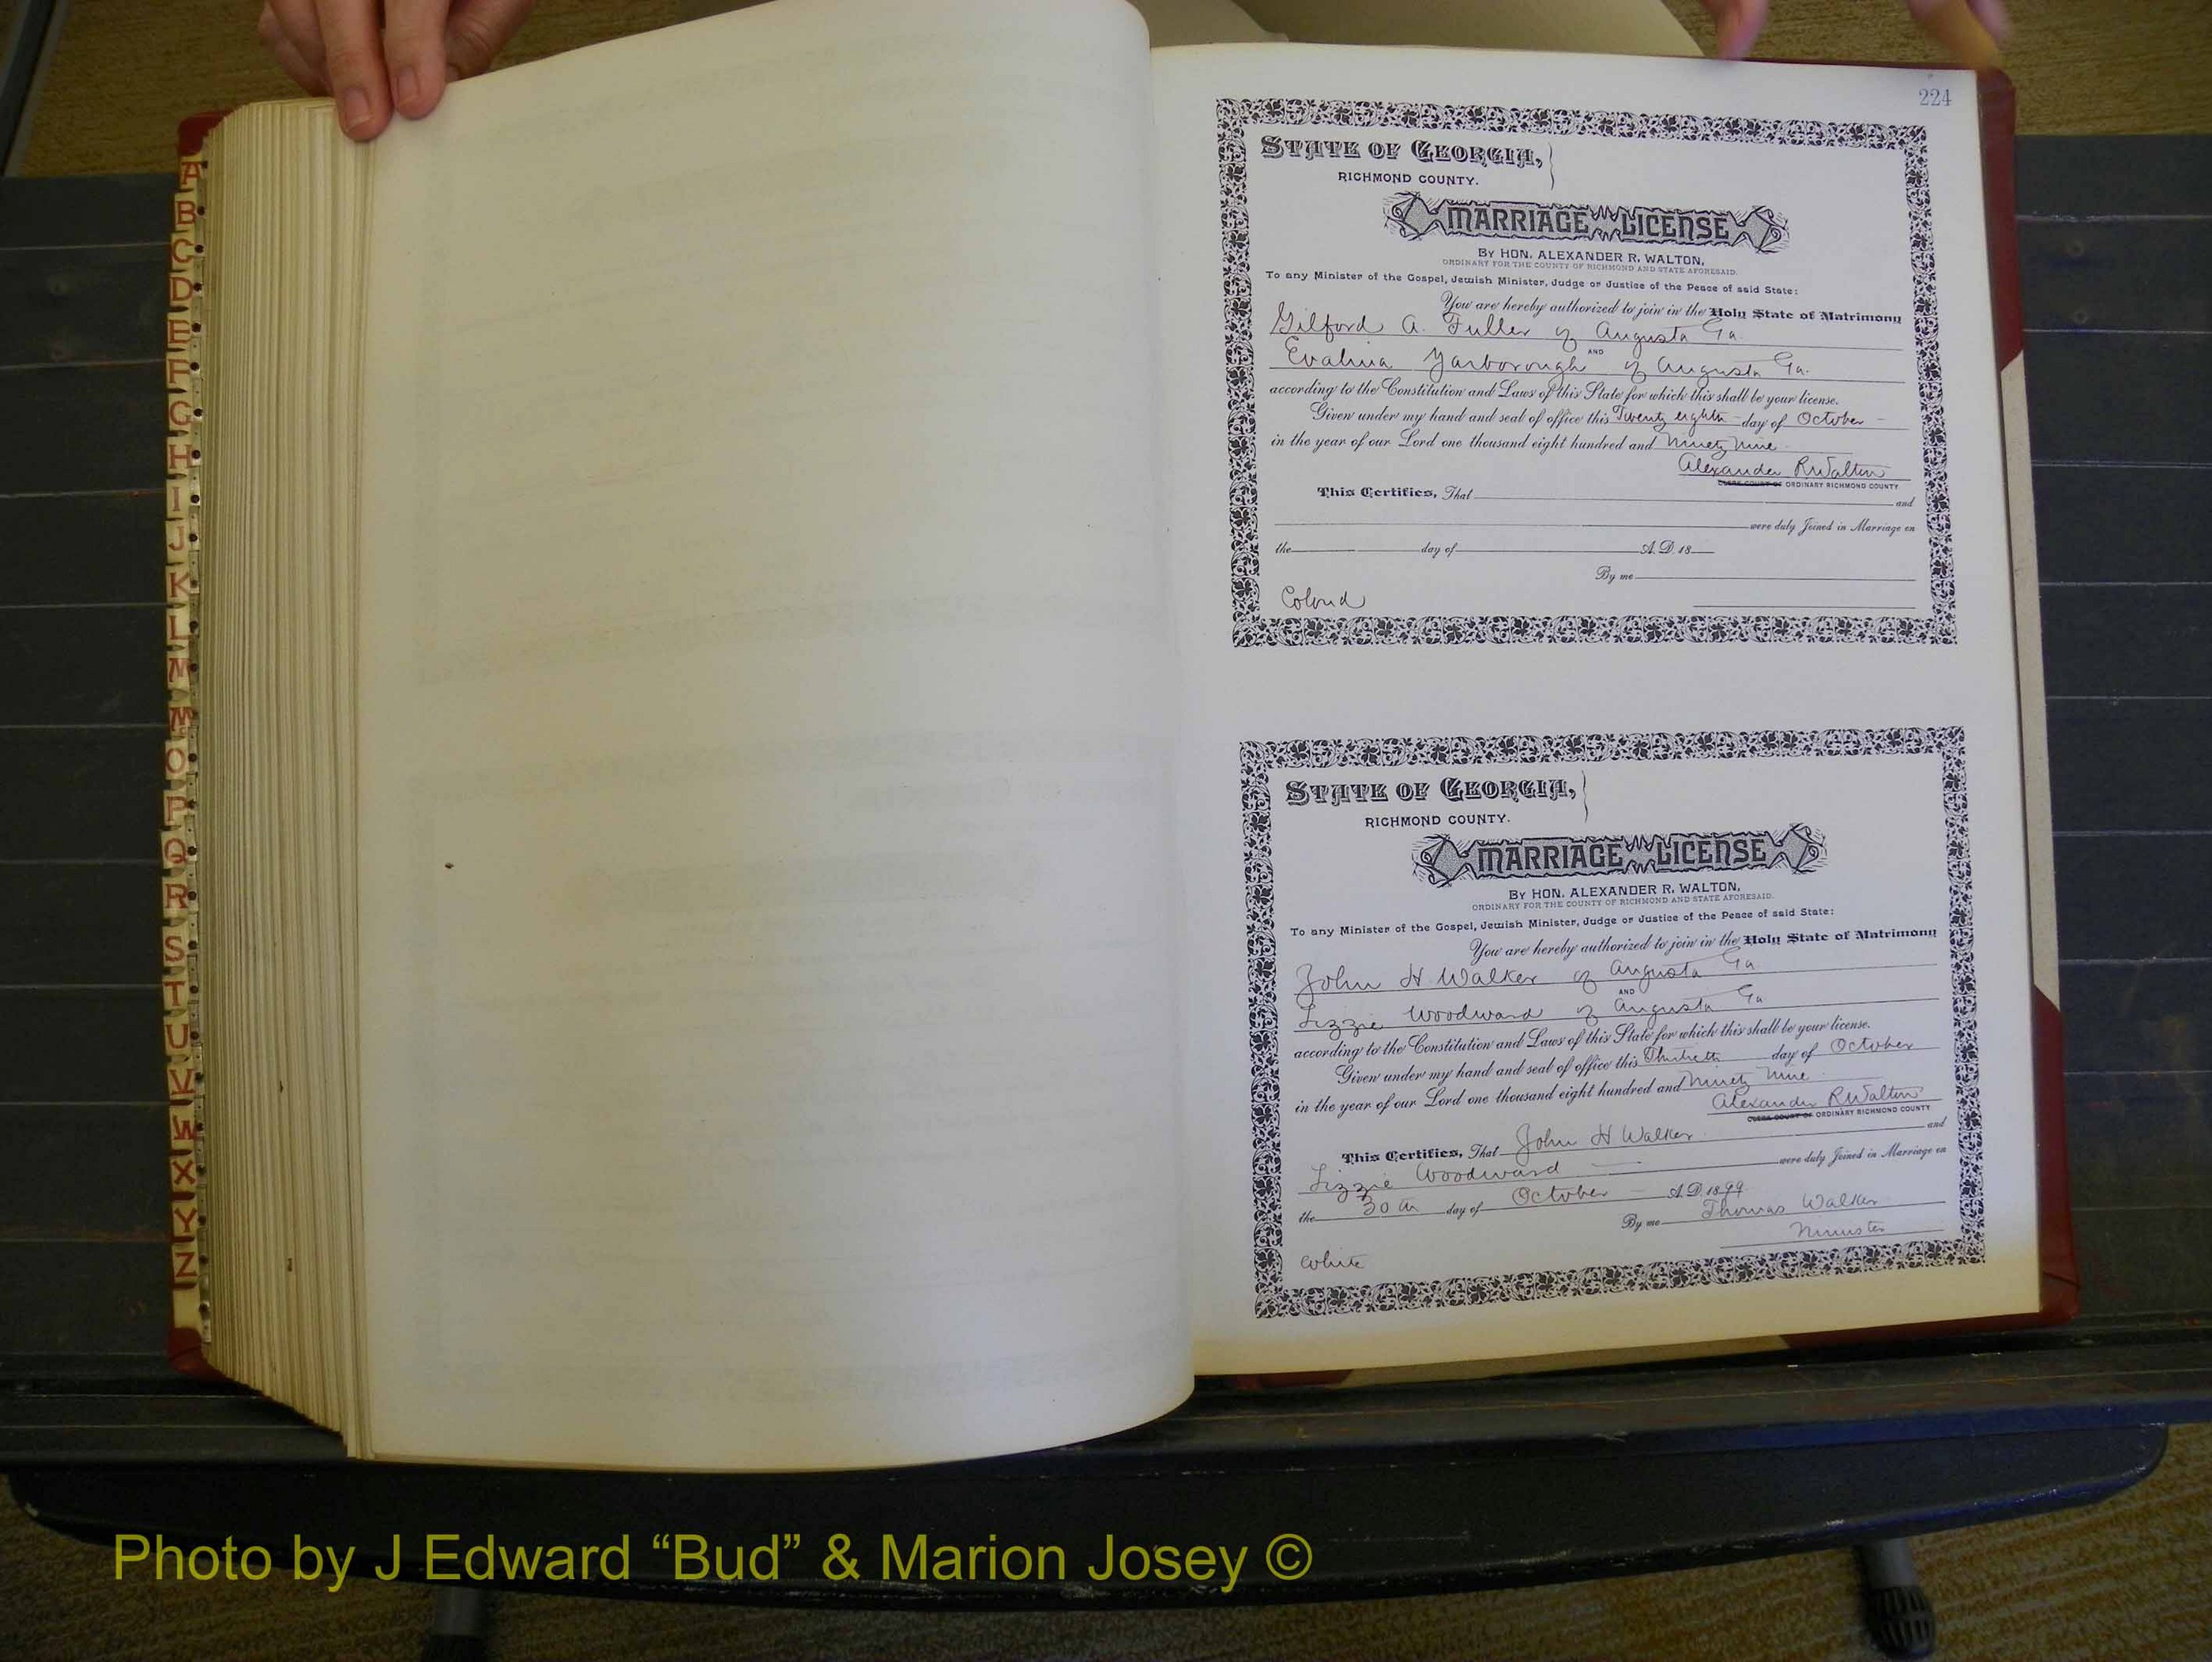 A
B
C
D
E
F
G
H
I
J
K
L
M
Mc
O
P
Q
R
S
T
U
V
W
X
Y
Z
224
STATE OF GEORGIA,
RICHMOND COUNTY.
MARRIAGE LICENSE
BY HON. ALEXANDER R. WALTON,
ORDINARY FOR THE COUNTY OF RICHMOND AND STATE AFORESAID.
To any Minister of the Gospel, Jewish Minister, Judge or Justice of the Peace of said State:
You are hereby authorized to join in the Holy State of Matrimony
Gilford A. Fuller of Augusta Ga.
AND
Evalina Yarborough of Augusta Ga.
according to the Constitution and Laws of this State for which this shall be your license.
Given under my hand and seal of office this Twenty eighth day of October
in the year of our Lord one thousand eight hundred and Ninety Nine
Alexander R Walton
CLERK COURT OF ORDINARY RICHMOND COUNTY
This Certifies, That
and
were duly Joined in Marriage on
the day of A. D. 18
By me
Colord
STATE OF GEORGIA,
RICHMOND COUNTY.
MARRIAGE LICENSE
BY HON. ALEXANDER R. WALTON,
ORDINARY FOR THE COUNTY OF RICHMOND AND STATE AFORESAID.
To any Minister of the Gospel, Jewish Minister, Judge or Justice of the Peace of said State:
You are hereby authorized to join in the Holy State of Matrimony
John H Walker of Augusta Ga
AND
Lizzie Woodward of Augusta Ga
according to the Constitution and Laws of this State for which this shall be your license.
Given under my hand and seal of office this Thirtieth day of October
in the year of our Lord one thousand eight hundred and Ninety Nine
Alexander R Walton
CLERK COURT OF ORDINARY RICHMOND COUNTY
This Certifies, That John H Walker
and
Lizzie Woodward were duly Joined in Marriage on
the 30th day of October A. D. 1899
By me Thomas Walker
Minister
White
Photo by J Edward “Bud” & Marion Josey ©